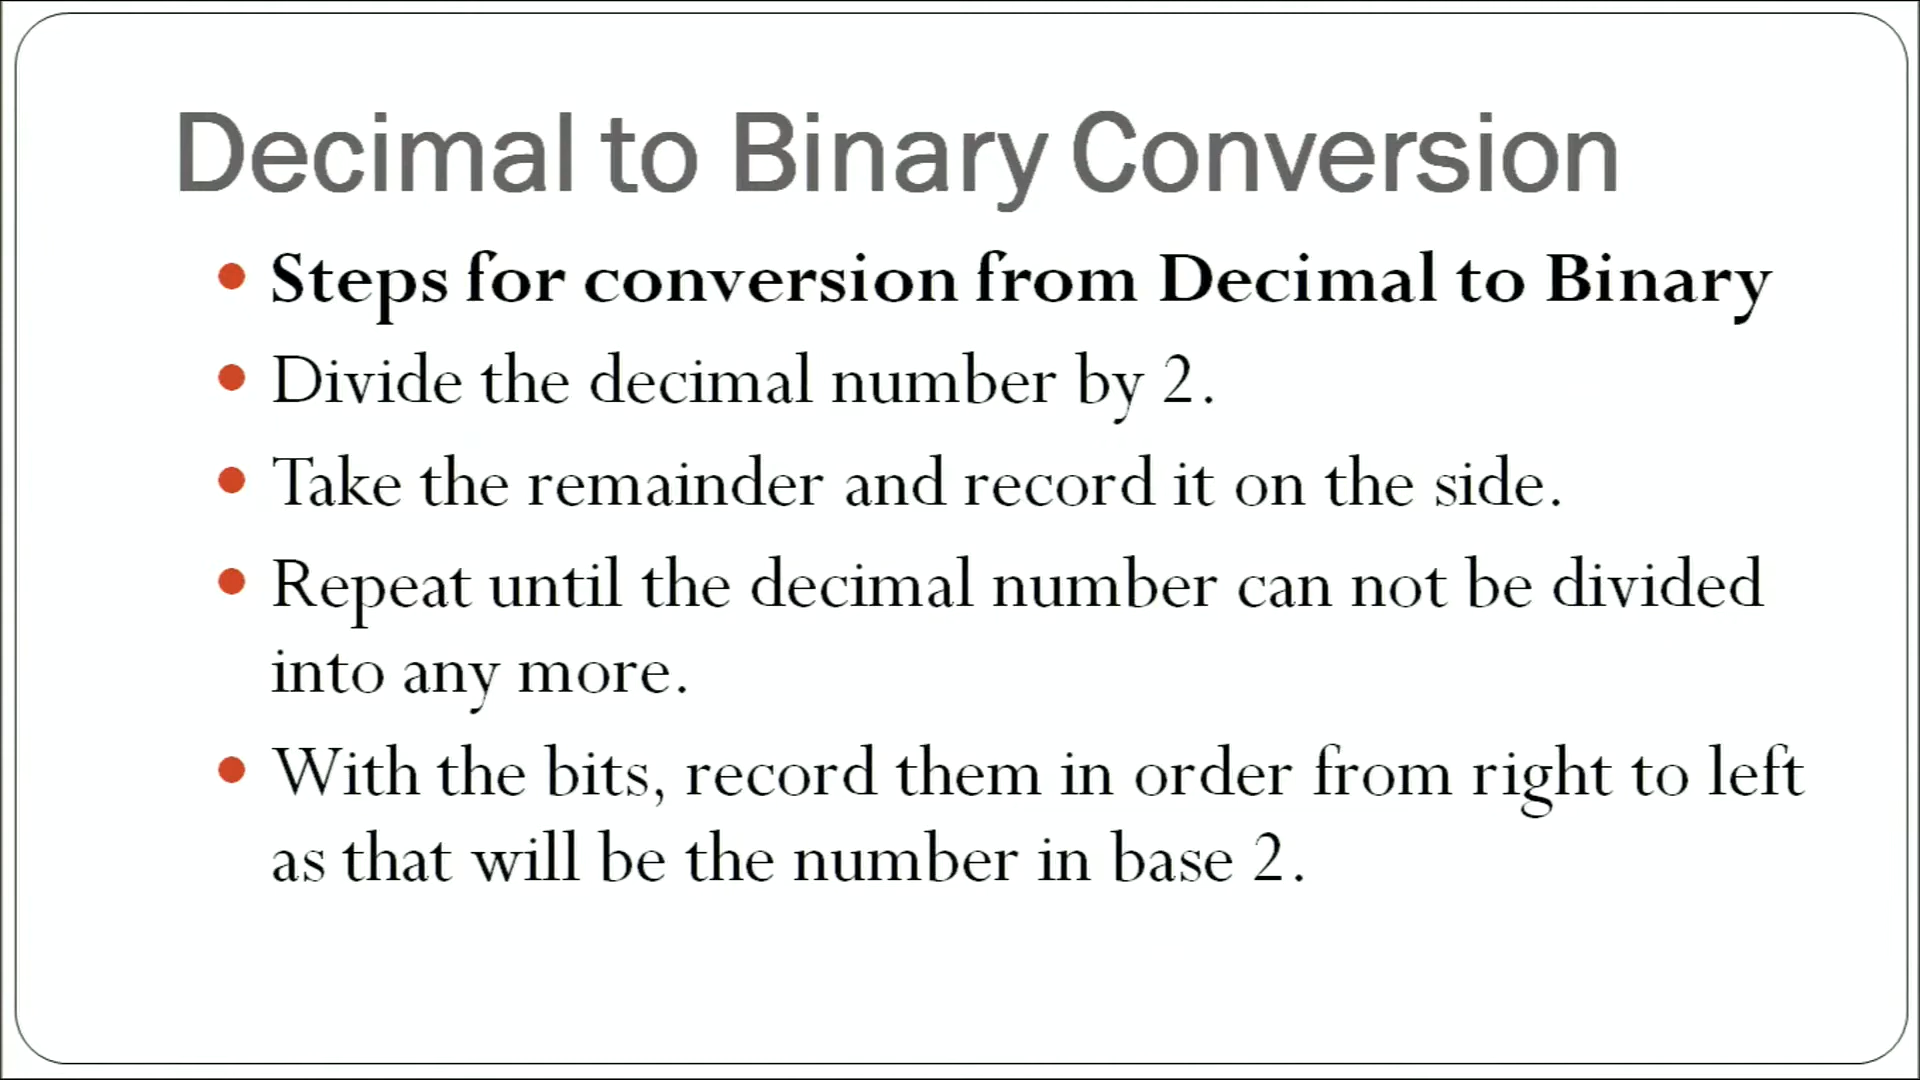 Decimal to Binary Conversion
• Steps for conversion from Decimal to Binary
• Divide the decimal number by 2.
• Take the remainder and record it on the side.
• Repeat until the decimal number can not be divided
into any more.
• With the bits, record them in order from right to left
as that will be the number in base 2.